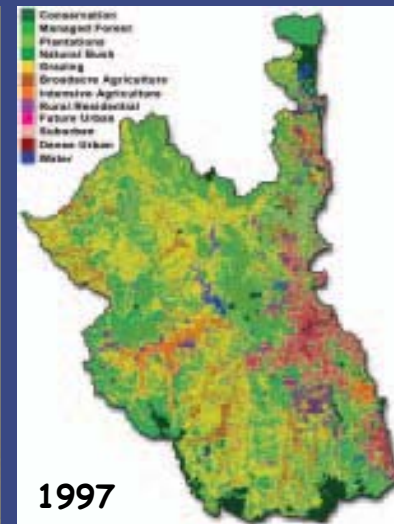 Conservation
Managed Forest
Plantations
Natural Bush
Grazing
Broadacre Agriculture
Intensive Agriculture
Rural Residential
Future Urban
Suburban
Dense Urban
Water
1997